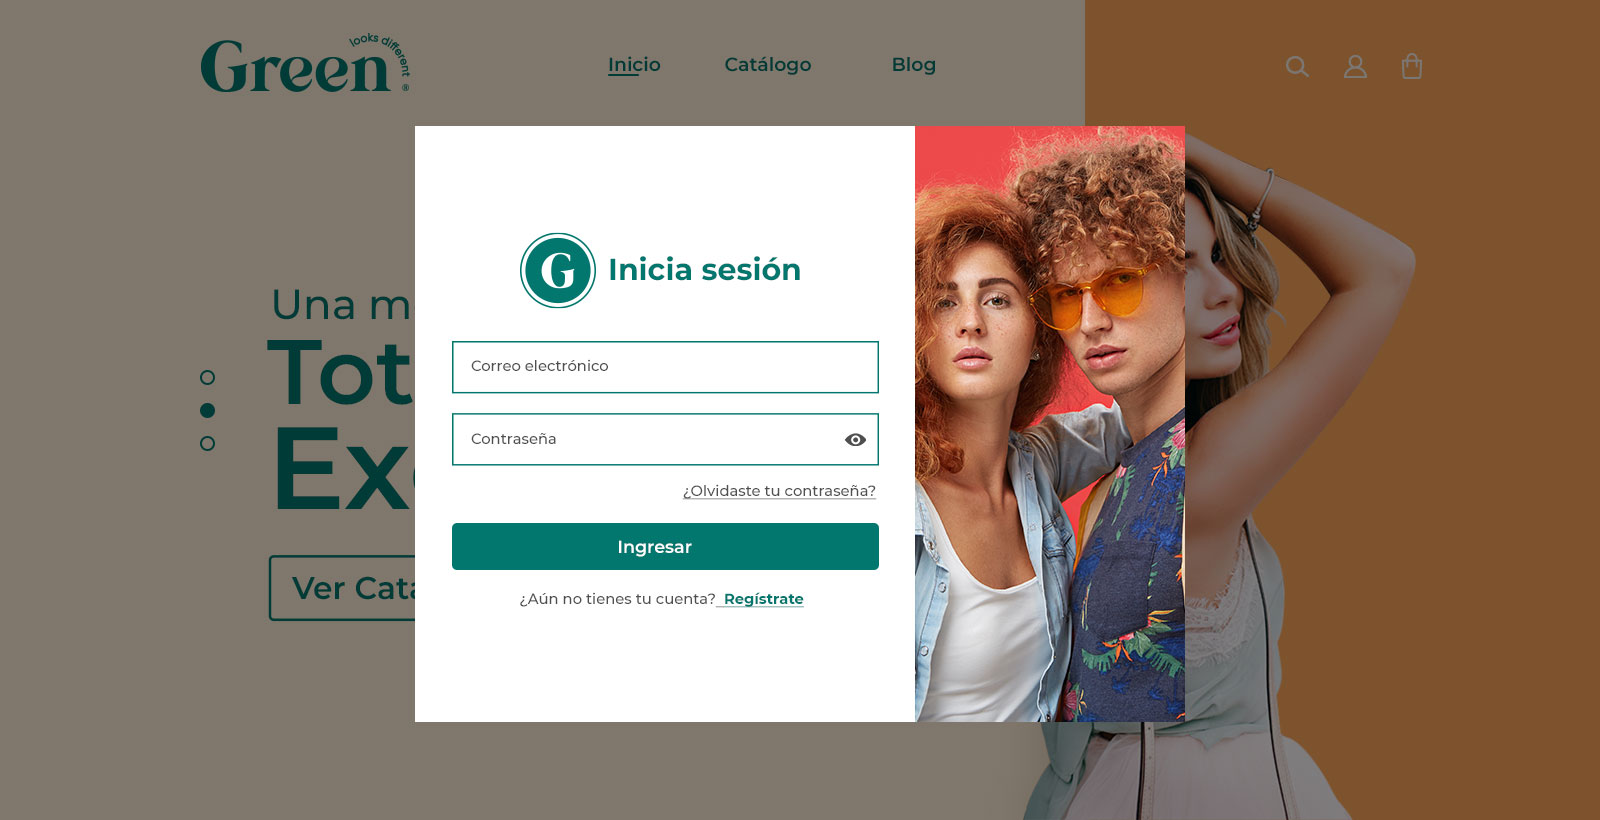 Green
looks different
®
Inicio
Catálogo
Blog
Una m
Tot
Ex
Ver Cata
G
Inicia sesión
Correo electrónico
Contraseña
¿Olvidaste tu contraseña?
Ingresar
¿Aún no tienes tu cuenta? Regístrate